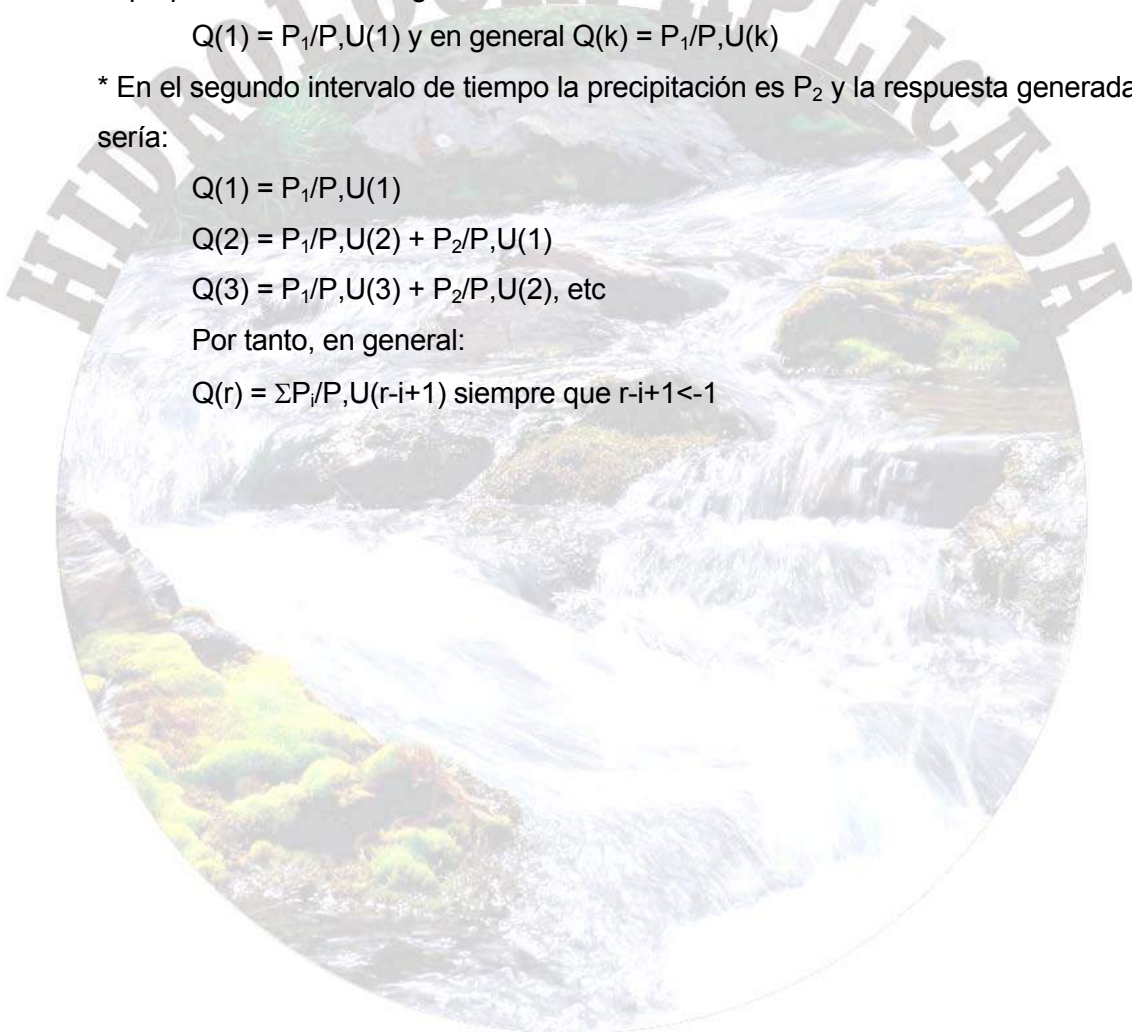 Q(1) = P₁/P,U(1) y en general Q(k) = P₁/P,U(k)
* En el segundo intervalo de tiempo la precipitación es P₂ y la respuesta generada
sería:
Q(1) = P₁/P,U(1)
Q(2) = P₁/P,U(2) + P₂/P,U(1)
Q(3) = P₁/P,U(3) + P₂/P,U(2), etc
Por tanto, en general:
Q(r) = ΣPᵢ/P,U(r-i+1) siempre que r-i+1<-1